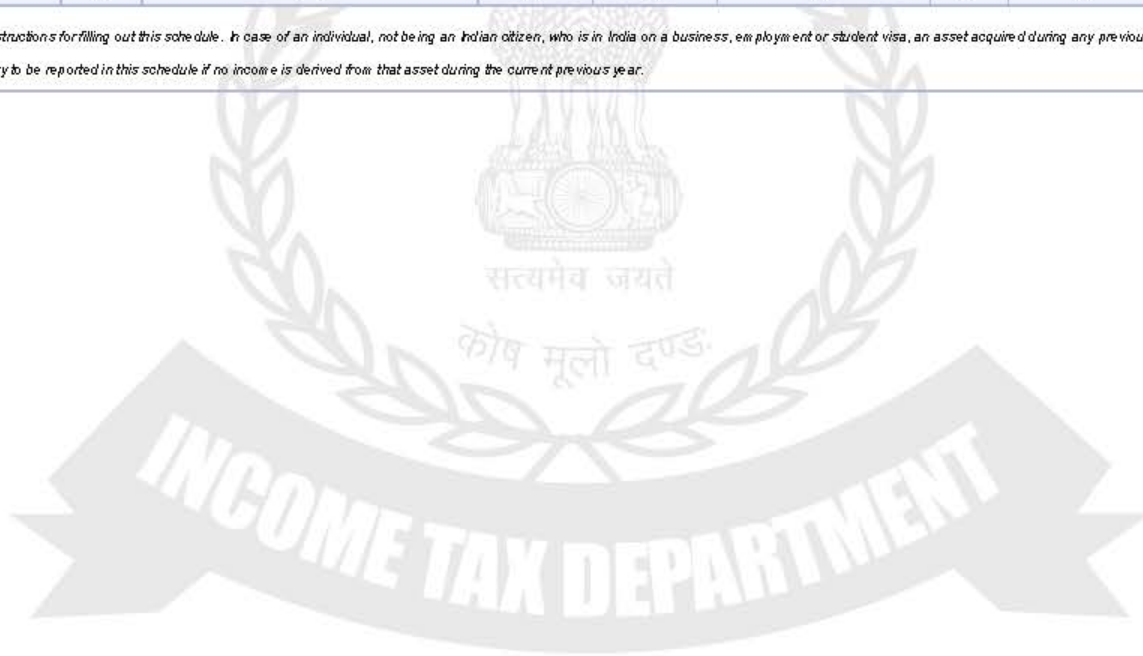 structions for filling out this schedule. In case of an individual, not being an Indian citizen, who is in India on a business, employment or student visa, an asset acquired during any previou
y to be reported in this schedule if no income is derived from that asset during the current previous year.
सत्यमेव जयते
कोष मूलो दण्डः
INCOME TAX DEPARTMENT